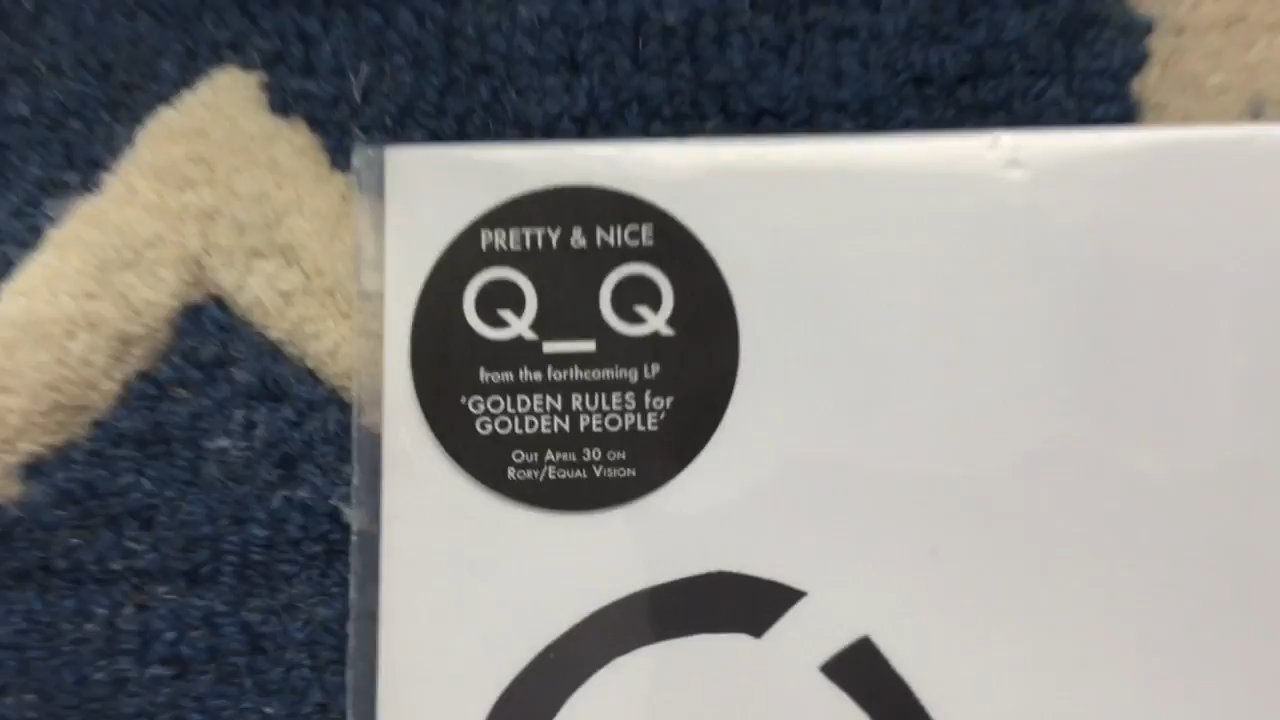 PRETTY & NICE
Q_Q
from the forthcoming LP
'GOLDEN RULES for
GOLDEN PEOPLE'
Out April 30 on
Rory/Equal Vision